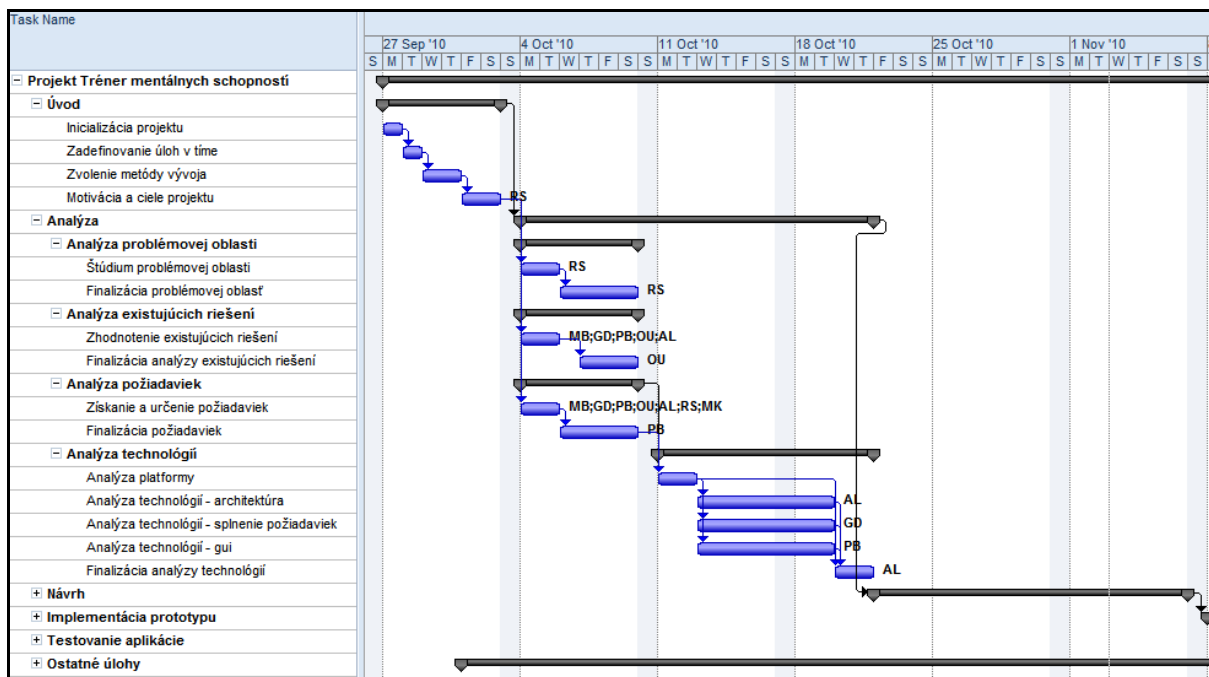 Task Name
27 Sep '10 4 Oct '10 11 Oct '10 18 Oct '10 25 Oct '10 1 Nov '10
S M T W T F S S M T W T F S S M T W T F S S M T W T F S S M T W T F S S M T W T F S S
Projekt Tréner mentálnych schopností
Úvod
Inicializácia projektu
Zadefinovanie úloh v tíme
Zvolenie metódy vývoja
Motivácia a ciele projektu RS
Analýza
Analýza problémovej oblasti
Štúdium problémovej oblasti RS
Finalizácia problémovej oblasť RS
Analýza existujúcich riešení
Zhodnotenie existujúcich riešení MB;GD;PB;OU;AL
Finalizácia analýzy existujúcich riešení OU
Analýza požiadaviek
Získanie a určenie požiadaviek MB;GD;PB;OU;AL;RS;MK
Finalizácia požiadaviek PB
Analýza technológií
Analýza platformy
Analýza technológií - architektúra AL
Analýza technológií - splnenie požiadaviek GD
Analýza technológií - gui PB
Finalizácia analýzy technológií AL
Návrh
Implementácia prototypu
Testovanie aplikácie
Ostatné úlohy